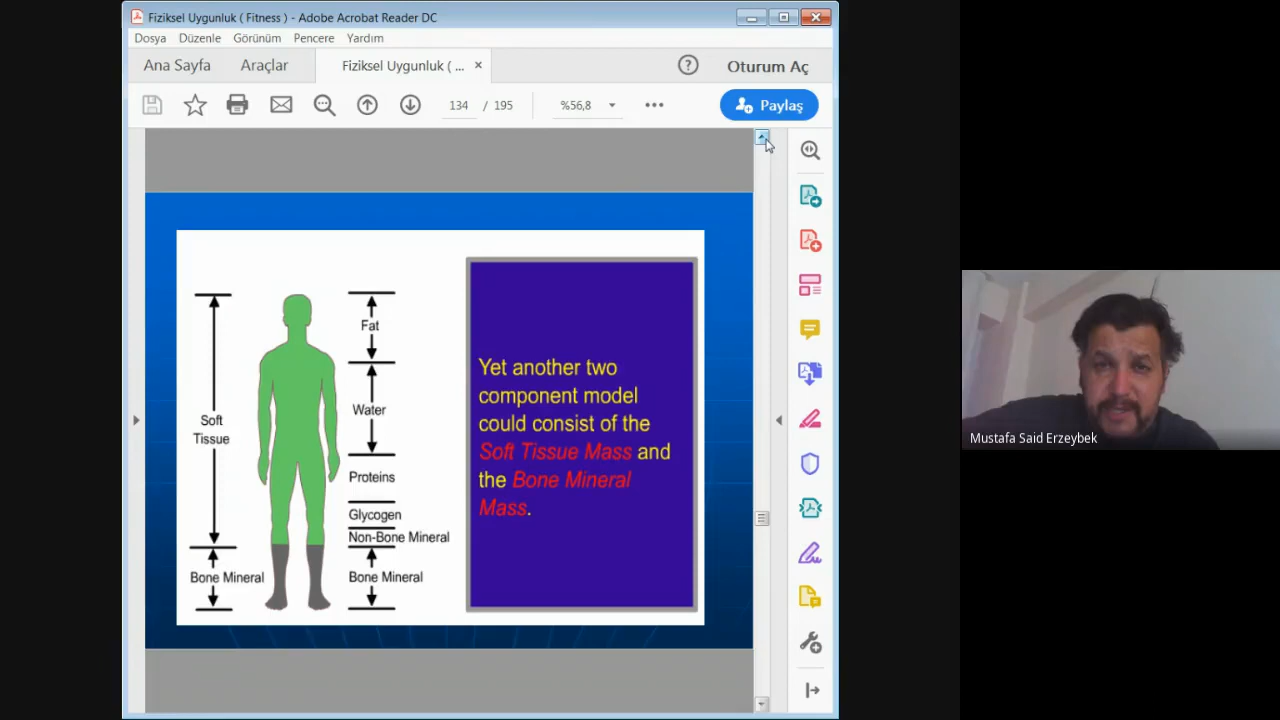 Fiziksel Uygunluk ( Fitness ) - Adobe Acrobat Reader DC
Dosya Düzenle Görünüm Pencere Yardım
Ana Sayfa Araçlar Fiziksel Uygunluk ( ... × ? Oturum Aç
134 / 195 %56,8 Paylaş
Soft
Tissue
Bone Mineral
Fat
Water
Proteins
Glycogen
Non-Bone Mineral
Bone Mineral
Yet another two
component model
could consist of the
Soft Tissue Mass and
the Bone Mineral
Mass.
Mustafa Said Erzeybek